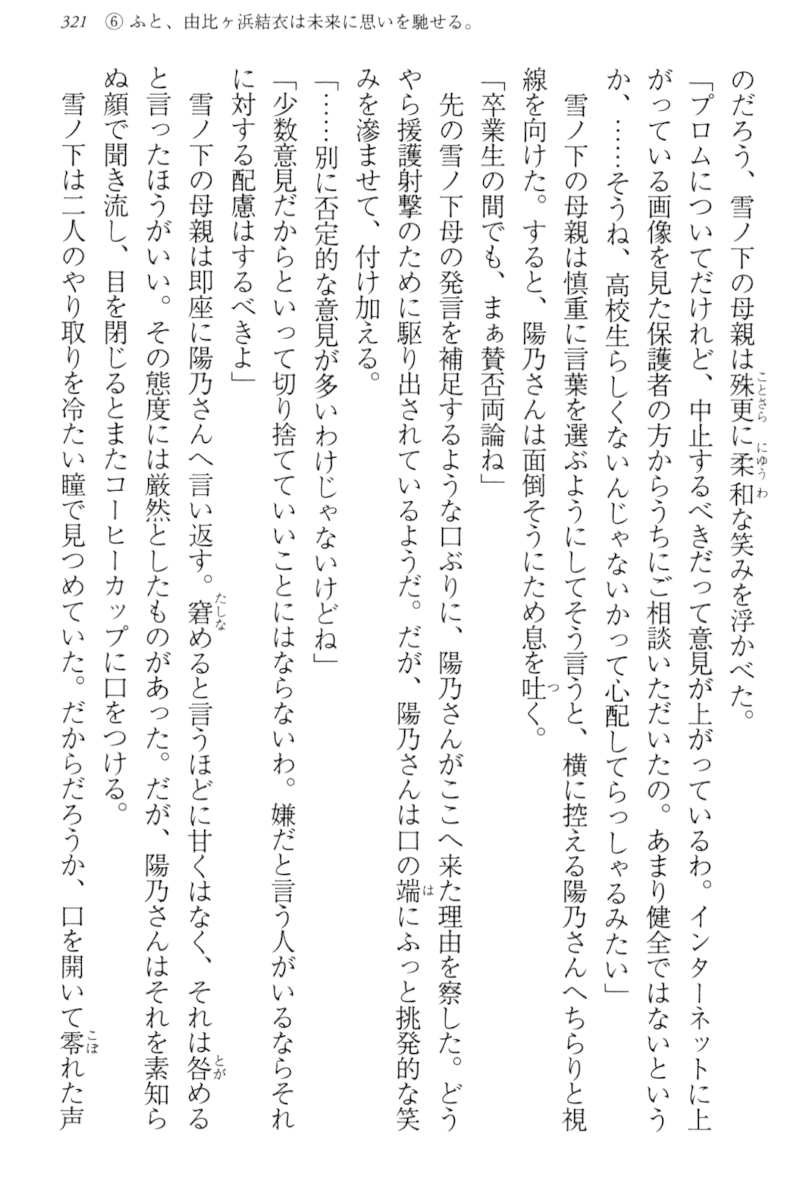 321 ⑥ ふと、由比ヶ浜結衣は未来に思いを馳せる。
のだろう、雪ノ下の母親は殊更に柔和な笑みを浮かべた。
「プロムについてだけれど、中止するべきだって意見が上がっているわ。インターネットに上
がっている画像を見た保護者の方からうちにご相談いただいたの。あまり健全ではないという
か、……そうね、高校生らしくないんじゃないかって心配してらっしゃるみたい」
雪ノ下の母親は慎重に言葉を選ぶようにしてそう言うと、横に控える陽乃さんへちらりと視
線を向けた。すると、陽乃さんは面倒そうにため息を吐く。
「卒業生の間でも、まぁ賛否両論ね」
先の雪ノ下母の発言を補足するような口ぶりに、陽乃さんがここへ来た理由を察した。どう
やら援護射撃のために駆り出されているようだ。だが、陽乃さんは口の端にふっと挑発的な笑
みを滲ませて、付け加える。
「……別に否定的な意見が多いわけじゃないけどね」
「少数意見だからといって切り捨てていいことにはならないわ。嫌だと言う人がいるならそれ
に対する配慮はするべきよ」
雪ノ下の母親は即座に陽乃さんへ言い返す。窘めると言うほどに甘くはなく、それは咎める
と言ったほうがいい。その態度には厳然としたものがあった。だが、陽乃さんはそれを素知ら
ぬ顔で聞き流し、目を閉じるとまたコーヒーカップに口をつける。
雪ノ下は二人のやり取りを冷たい瞳で見つめていた。だからだろうか、口を開いて零れた声